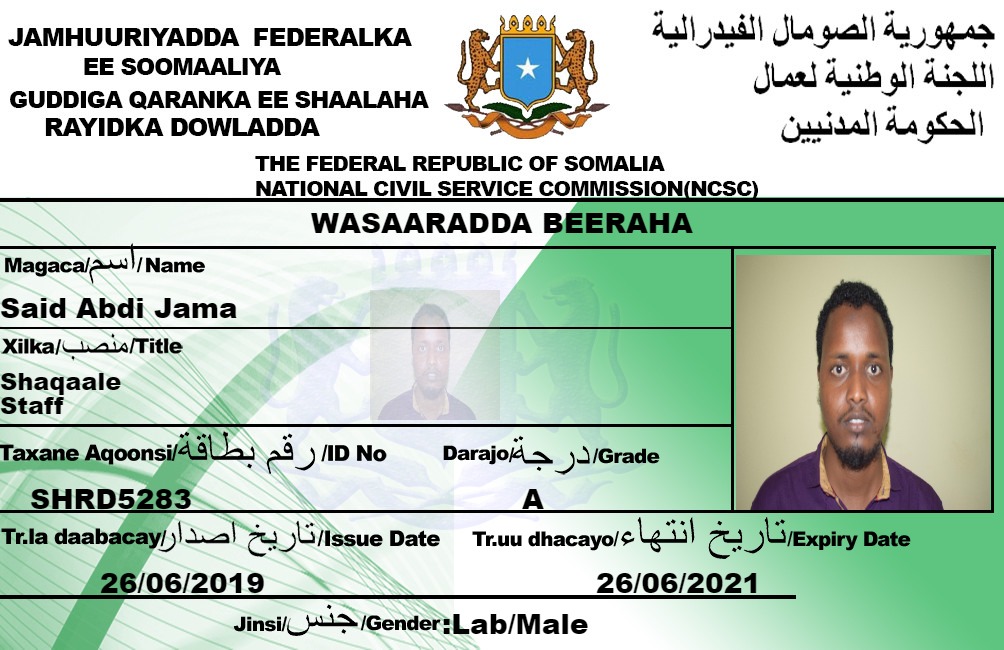 JAMHUURIYADDA FEDERALKA
EE SOOMAALIYA
GUDDIGA QARANKA EE SHAALAHA
RAYIDKA DOWLADDA
جمهورية الصومال الفيدرالية
اللجنة الوطنية لعمال
الحكومة المدنيين
THE FEDERAL REPUBLIC OF SOMALIA
NATIONAL CIVIL SERVICE COMMISSION(NCSC)
WASAARADDA BEERAHA
Magaca/اسم/Name
Said Abdi Jama
Xilka/منصب/Title
Shaqaale
Staff
Taxane Aqoonsi/رقم بطاقة/ID No
Darajo/درجة/Grade
SHRD5283
A
Tr.la daabacay/تاريخ اصدار/Issue Date
Tr.uu dhacayo/تاريخ انتهاء/Expiry Date
26/06/2019
26/06/2021
Jinsi/جنس/Gender:Lab/Male